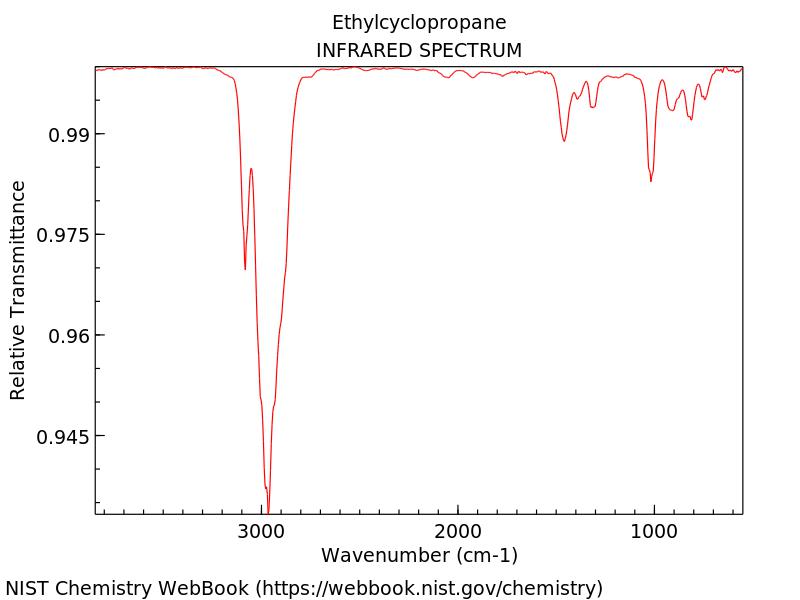 Ethylcyclopropane
INFRARED SPECTRUM
0.99
0.975
0.96
0.945
Relative Transmittance
3000 2000 1000
Wavenumber (cm-1)
NIST Chemistry WebBook (https://webbook.nist.gov/chemistry)